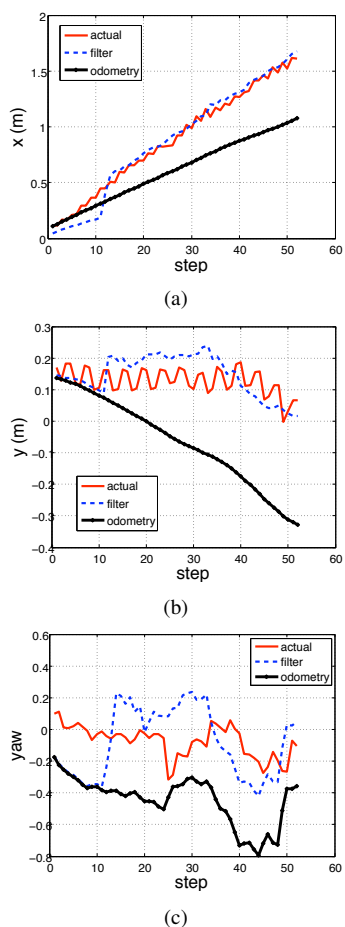 2
1.5
1
0.5
0
x (m)
actual
filter
odometry
0 10 20 30 40 50 60
step
(a)
0.3
0.2
0.1
0
-0.1
-0.2
-0.3
-0.4
y (m)
actual
filter
odometry
0 10 20 30 40 50 60
step
(b)
0.6
0.4
0.2
0
-0.2
-0.4
-0.6
-0.8
yaw
actual
filter
odometry
0 10 20 30 40 50 60
step
(c)